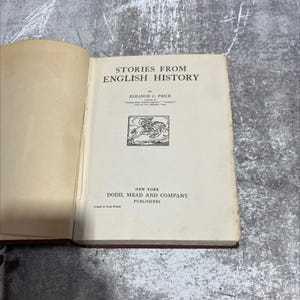 STORIES FROM
ENGLISH HISTORY
BY
ELEANOR C. PRICE
NEW YORK
DODD, MEAD AND COMPANY
PUBLISHERS